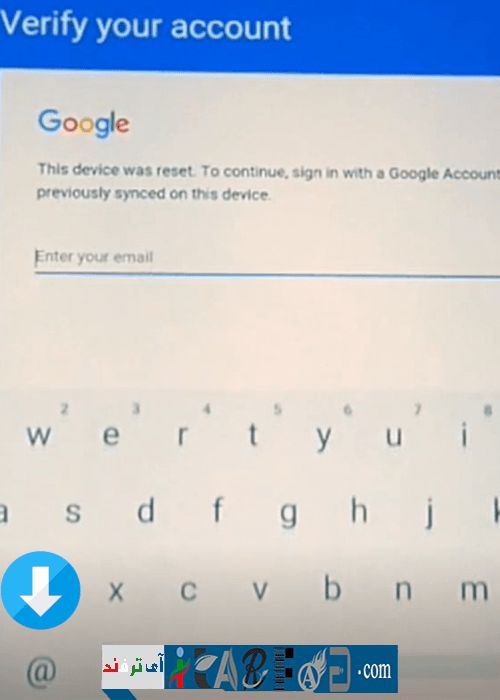 Verify your account
Google
This device was reset. To continue, sign in with a Google Account
previously synced on this device.
Enter your email
2 3 4 5 6 7 8
w e r t y u i
a s d f g h j k
x c v b n m
@
آی ترفند
.com